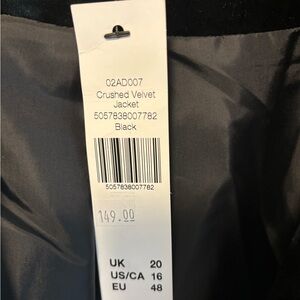 02AD007
Crushed Velvet
Jacket
5057838007782
Black
5057838007782
149.00
UK 20
US/CA 16
EU 48